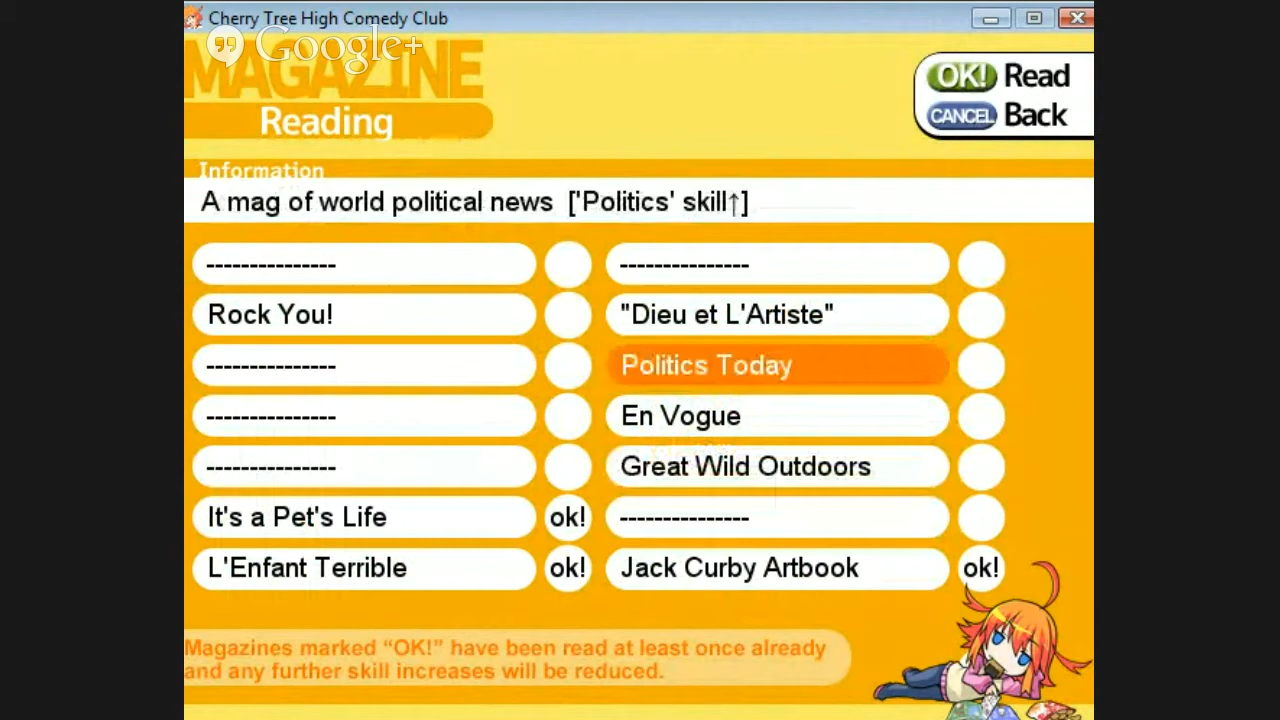 Cherry Tree High Comedy Club
Google+
MAGAZINE
Reading
OK! Read
CANCEL Back
Information
A mag of world political news ['Politics' skill↑]
--------------- ---------------
Rock You! "Dieu et L'Artiste"
--------------- Politics Today
--------------- En Vogue
--------------- Great Wild Outdoors
It's a Pet's Life ok! ---------------
L'Enfant Terrible ok! Jack Curby Artbook ok!
Magazines marked “OK!” have been read at least once already
and any further skill increases will be reduced.